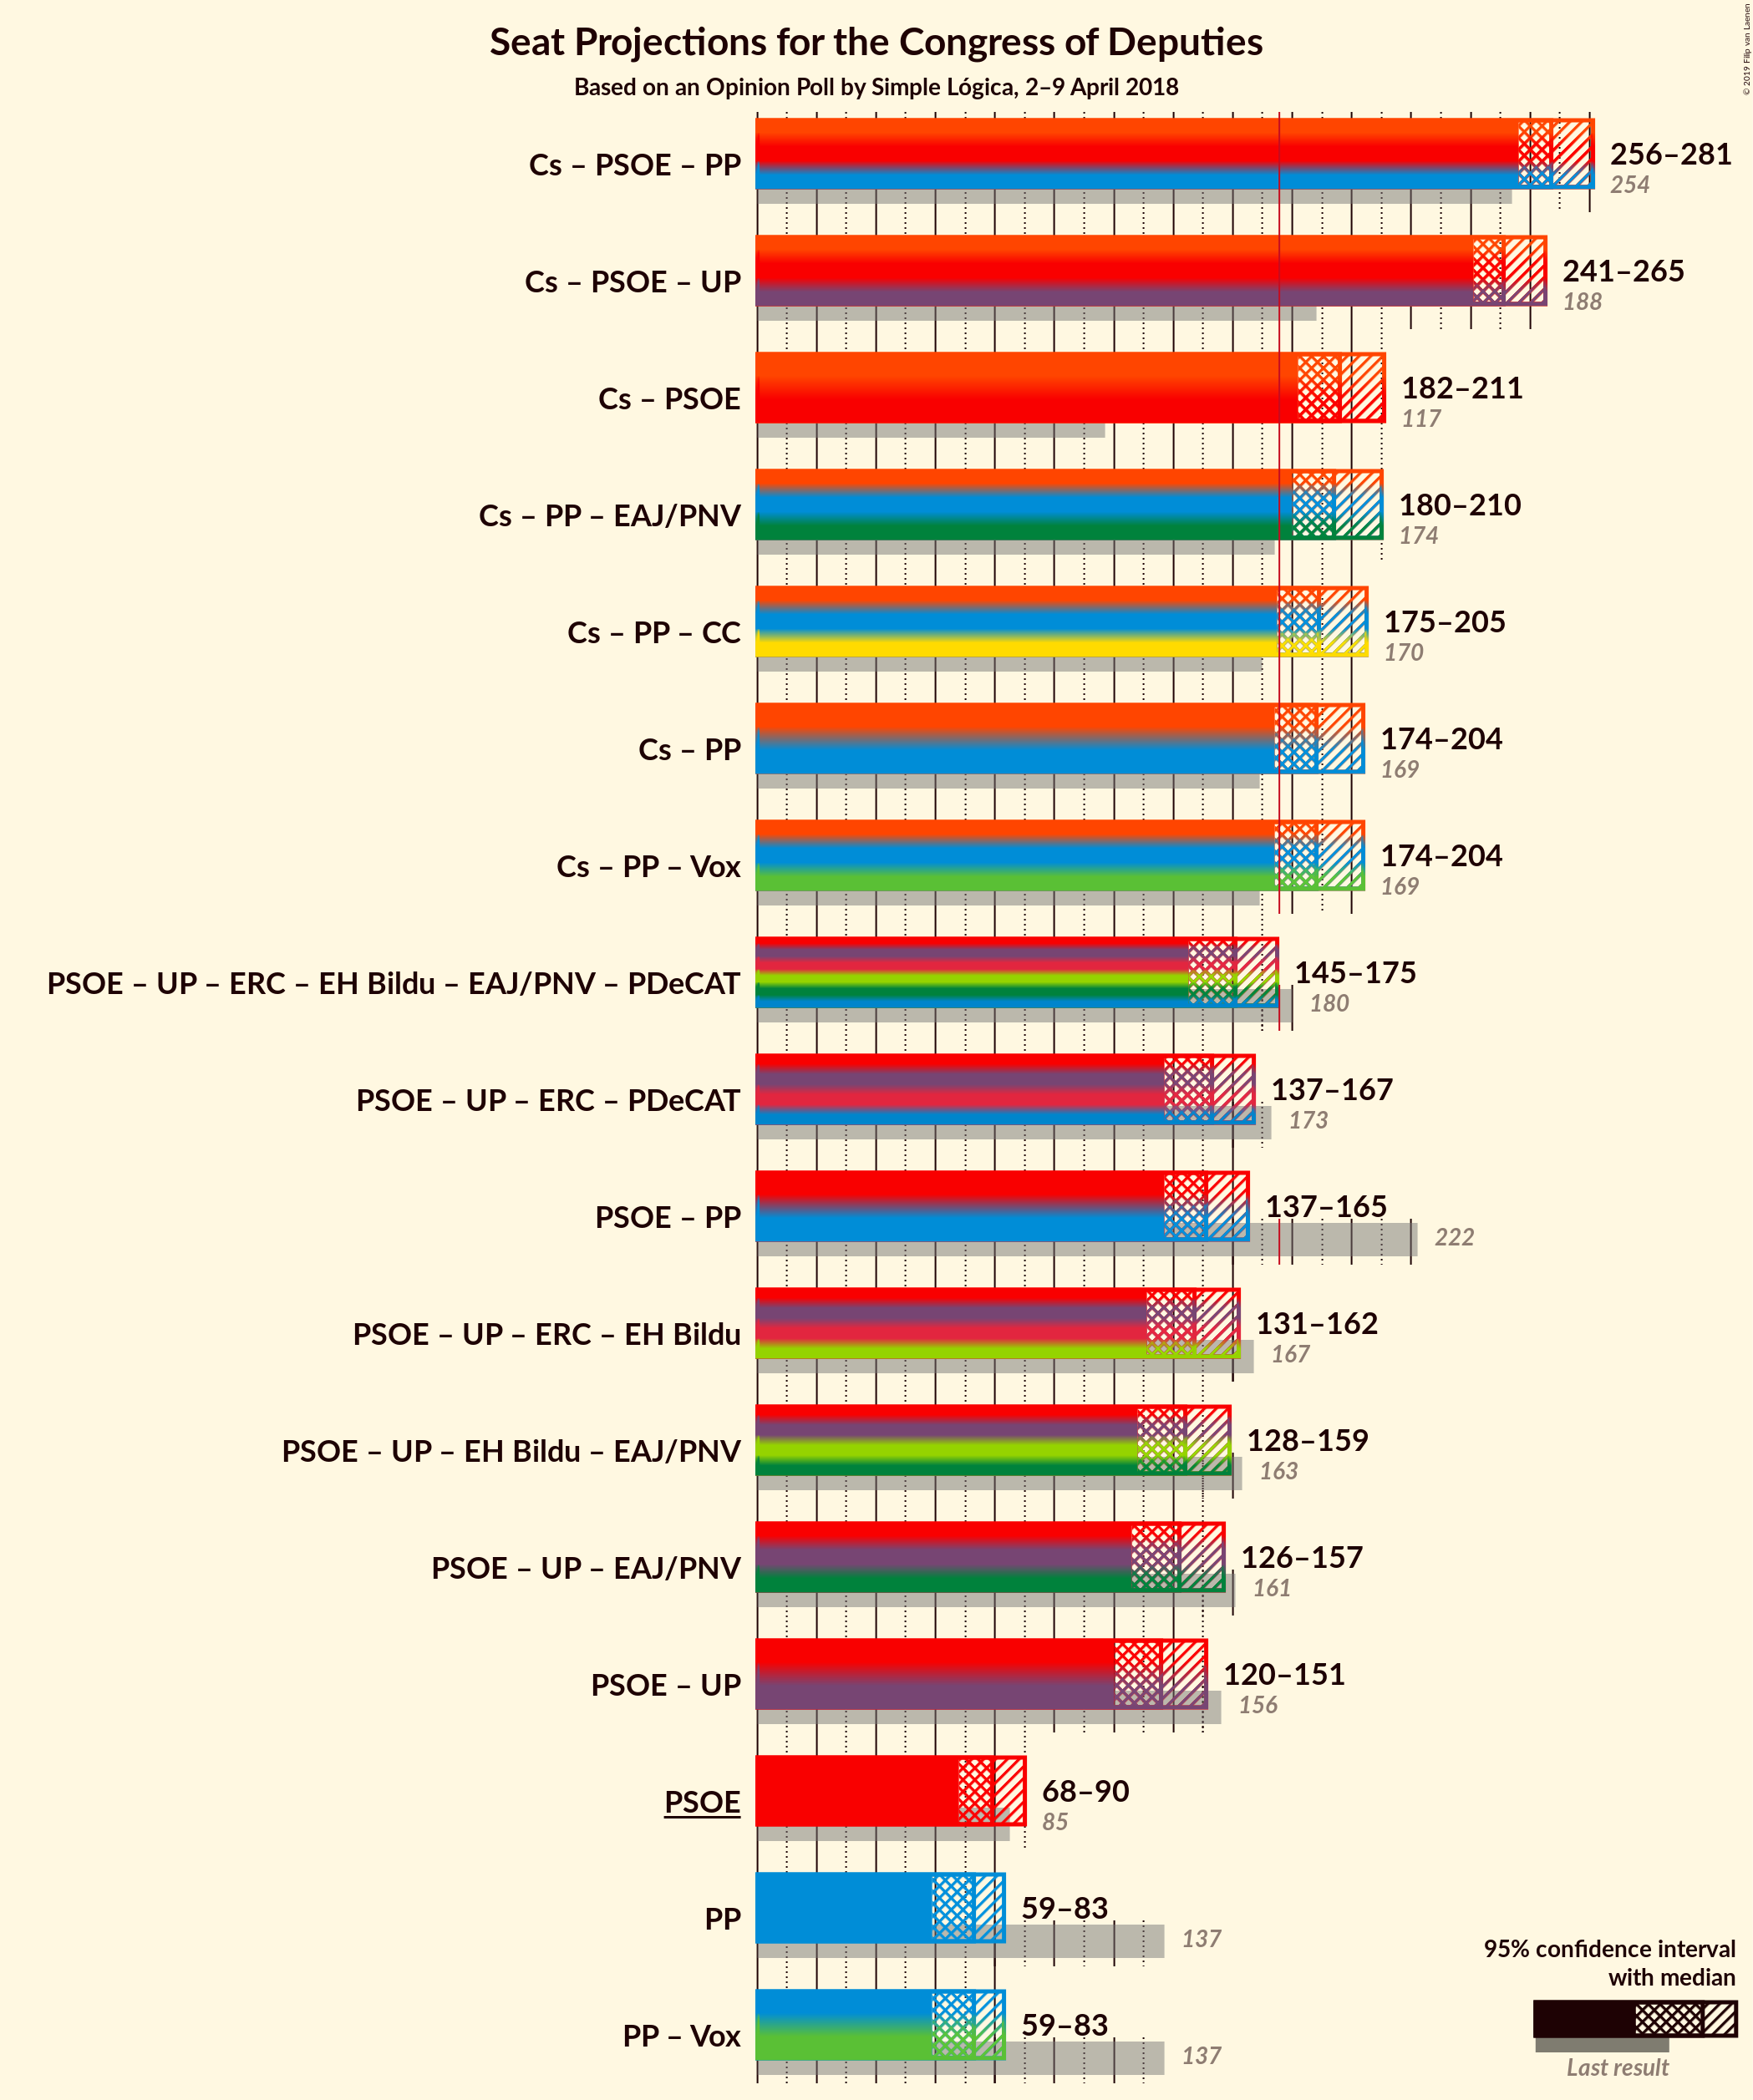 Seat Projections for the Congress of Deputies
Based on an Opinion Poll by Simple Lógica, 2–9 April 2018
© 2019 Filip van Laenen
Cs – PSOE – PP
256–281
254
Cs – PSOE – UP
241–265
188
Cs – PSOE
182–211
117
Cs – PP – EAJ/PNV
180–210
174
Cs – PP – CC
175–205
170
Cs – PP
174–204
169
Cs – PP – Vox
174–204
169
PSOE – UP – ERC – EH Bildu – EAJ/PNV – PDeCAT
145–175
180
PSOE – UP – ERC – PDeCAT
137–167
173
PSOE – PP
137–165
222
PSOE – UP – ERC – EH Bildu
131–162
167
PSOE – UP – EH Bildu – EAJ/PNV
128–159
163
PSOE – UP – EAJ/PNV
126–157
161
PSOE – UP
120–151
156
PSOE
68–90
85
PP
59–83
137
PP – Vox
59–83
137
95% confidence interval
with median
Last result